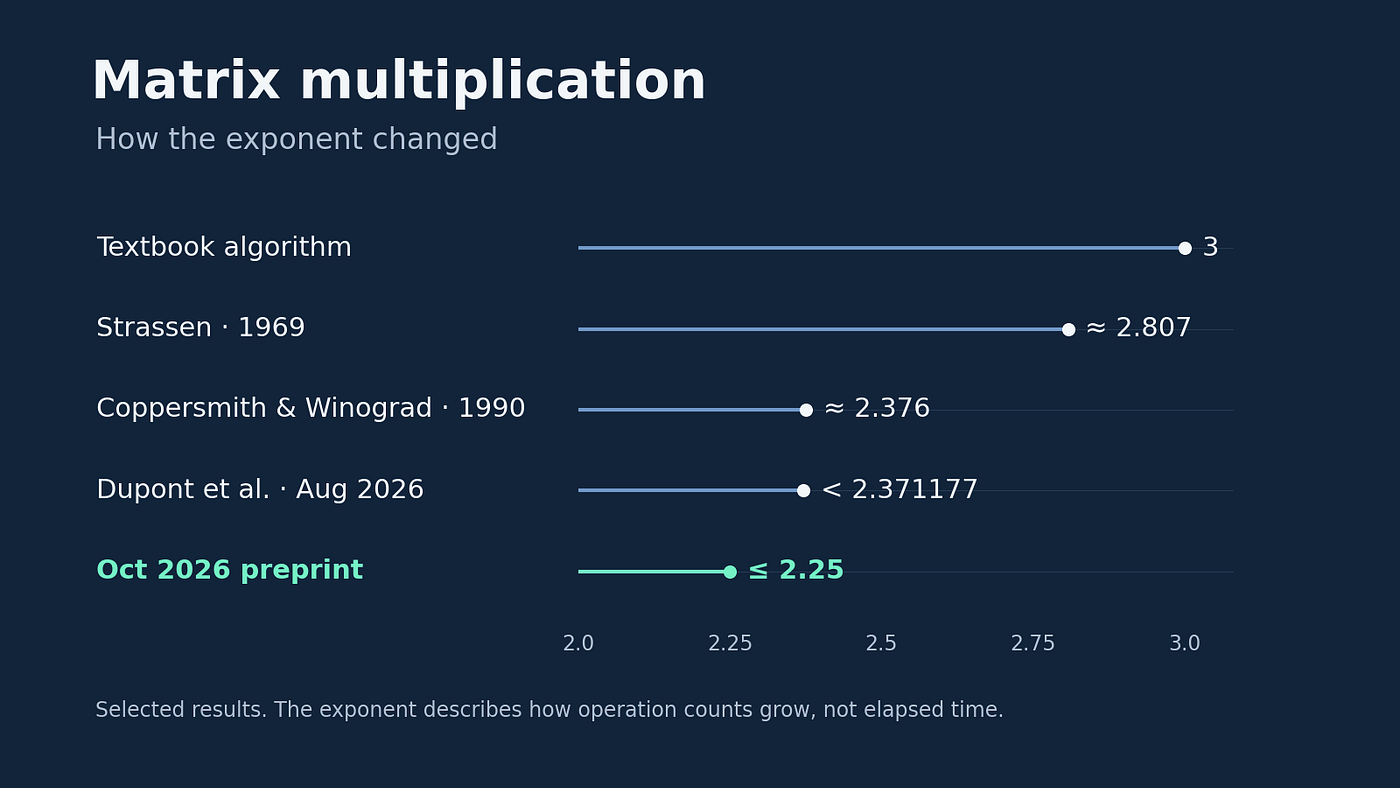 Matrix multiplication
How the exponent changed
Textbook algorithm 3
Strassen · 1969 ≈ 2.807
Coppersmith & Winograd · 1990 ≈ 2.376
Dupont et al. · Aug 2026 < 2.371177
Oct 2026 preprint ≤ 2.25
2.0 2.25 2.5 2.75 3.0
Selected results. The exponent describes how operation counts grow, not elapsed time.